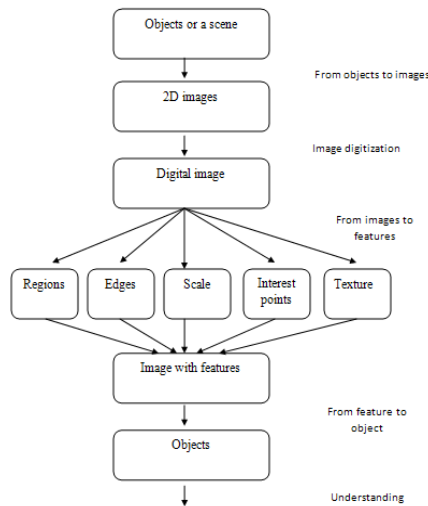 Objects or a scene
From objects to images
2D images
Image digitization
Digital image
From images to
features
Regions
Edges
Scale
Interest
points
Texture
Image with features
From feature to
object
Objects
Understanding